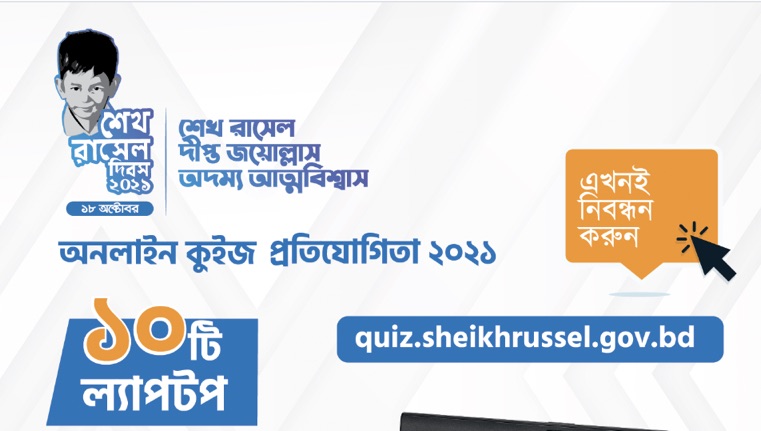 শেখ
রাসেল
দিবস
২০২১
১৮ অক্টোবর
শেখ রাসেল
দীপ্ত জয়োল্লাস
অদম্য আত্মবিশ্বাস
এখনই
নিবন্ধন
করুন
অনলাইন কুইজ প্রতিযোগিতা ২০২১
১০টি
ল্যাপটপ
quiz.sheikhrussel.gov.bd